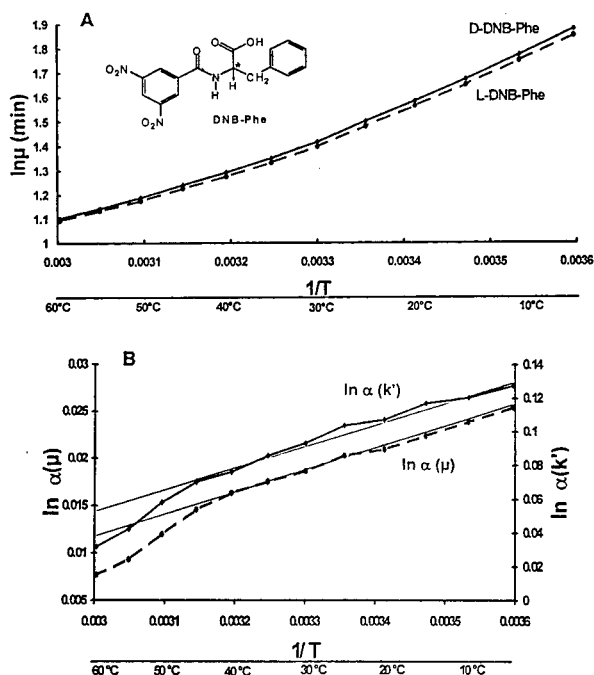 A
1.9
1.8
1.7
1.6
1.5
1.4
1.3
1.2
1.1
1
lnμ (min)
O₂N
O₂N
O
N
H
O
OH
*
H
CH₂
DNB-Phe
D-DNB-Phe
L-DNB-Phe
0.003 0.0031 0.0032 0.0033 0.0034 0.0035 0.0036
1/T
60°C 50°C 40°C 30°C 20°C 10°C
B
0.03
0.025
0.02
0.015
0.01
0.005
ln α(μ)
ln α (k')
ln α (μ)
0.14
0.12
0.1
0.08
0.06
0.04
0.02
0
ln α(k')
0.003 0.0031 0.0032 0.0033 0.0034 0.0035 0.0036
1/T
60°C 50°C 40°C 30°C 20°C 10°C